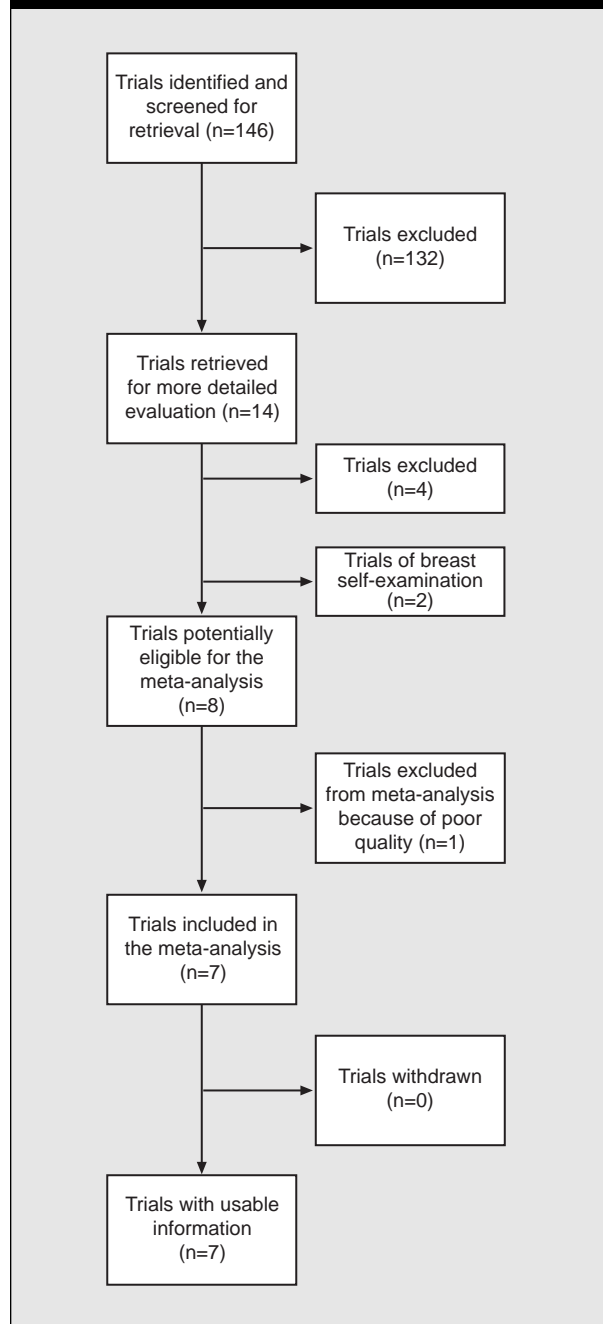 Trials identified and
screened for
retrieval (n=146)
Trials excluded
(n=132)
Trials retrieved
for more detailed
evaluation (n=14)
Trials excluded
(n=4)
Trials of breast
self-examination
(n=2)
Trials potentially
eligible for the
meta-analysis
(n=8)
Trials excluded
from meta-analysis
because of poor
quality (n=1)
Trials included in
the meta-analysis
(n=7)
Trials withdrawn
(n=0)
Trials with usable
information
(n=7)